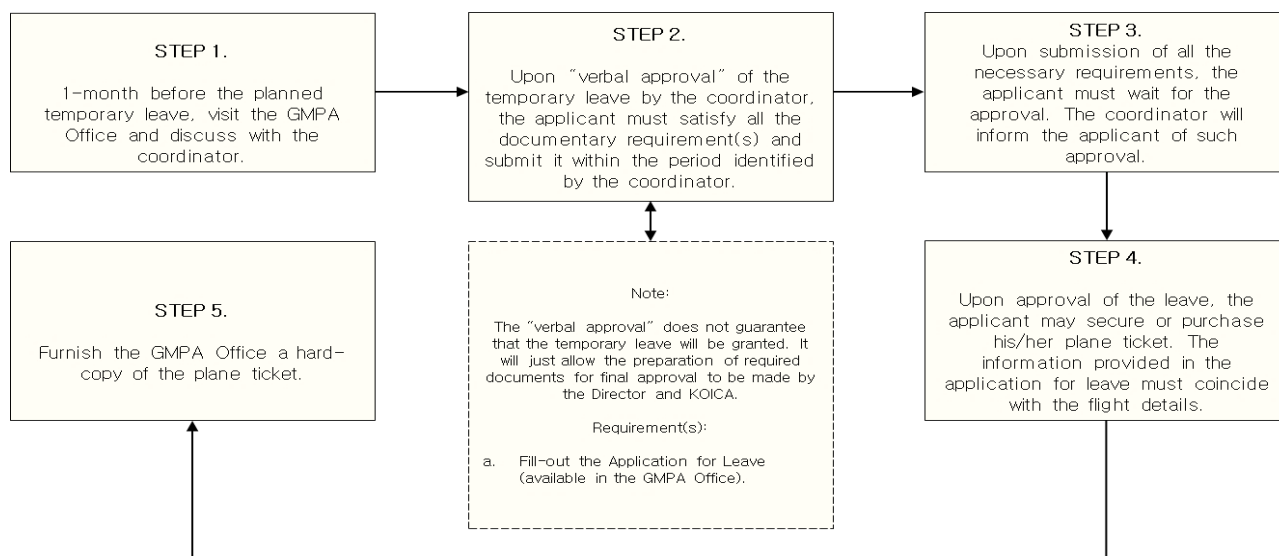 STEP 1.
1-month before the planned
temporary leave, visit the GMPA
Office and discuss with the
coordinator.
STEP 2.
Upon “verbal approval” of the
temporary leave by the coordinator,
the applicant must satisfy all the
documentary requirement(s) and
submit it within the period identified
by the coordinator.
STEP 3.
Upon submission of all the
necessary requirements, the
applicant must wait for the
approval. The coordinator will
inform the applicant of such
approval.
Note:
The “verbal approval” does not guarantee
that the temporary leave will be granted. It
will just allow the preparation of required
documents for final approval to be made by
the Director and KOICA.
Requirement(s):
a. Fill-out the Application for Leave
(available in the GMPA Office).
STEP 4.
Upon approval of the leave, the
applicant may secure or purchase
his/her plane ticket. The
information provided in the
application for leave must coincide
with the flight details.
STEP 5.
Furnish the GMPA Office a hard-
copy of the plane ticket.